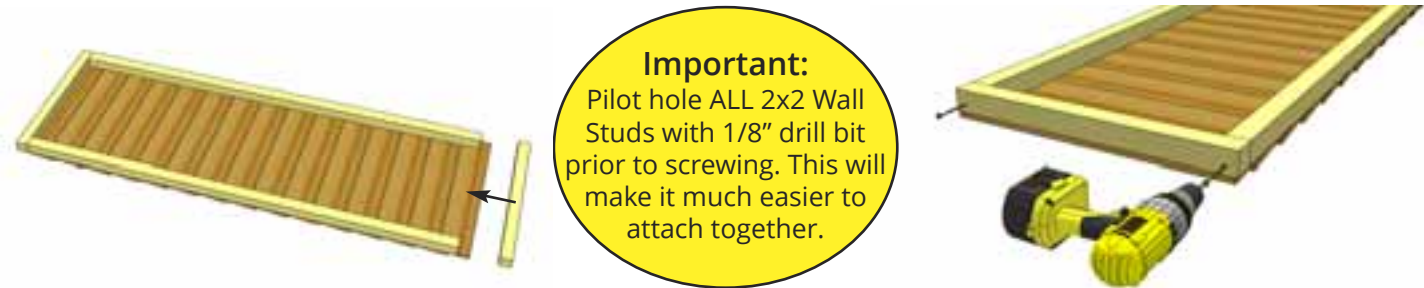 Important:
Pilot hole ALL 2x2 Wall
Studs with 1/8” drill bit
prior to screwing. This will
make it much easier to
attach together.